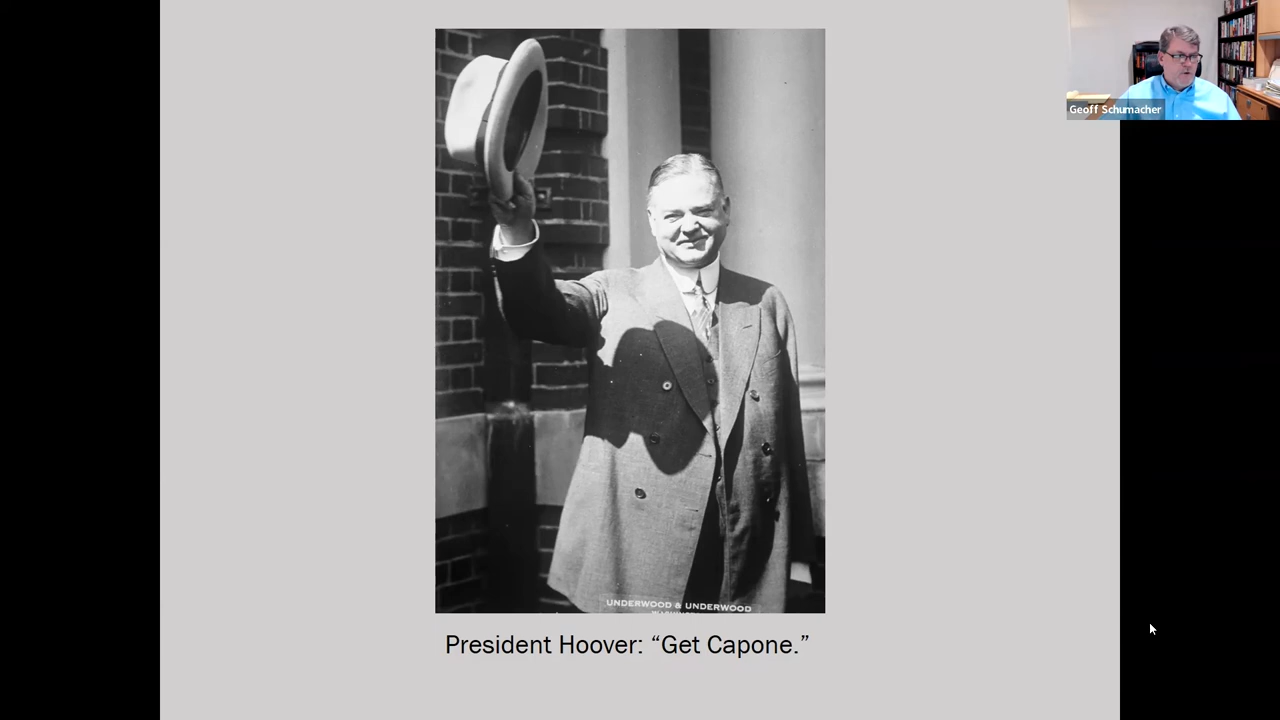 Geoff Schumacher
UNDERWOOD & UNDERWOOD
President Hoover: “Get Capone.”